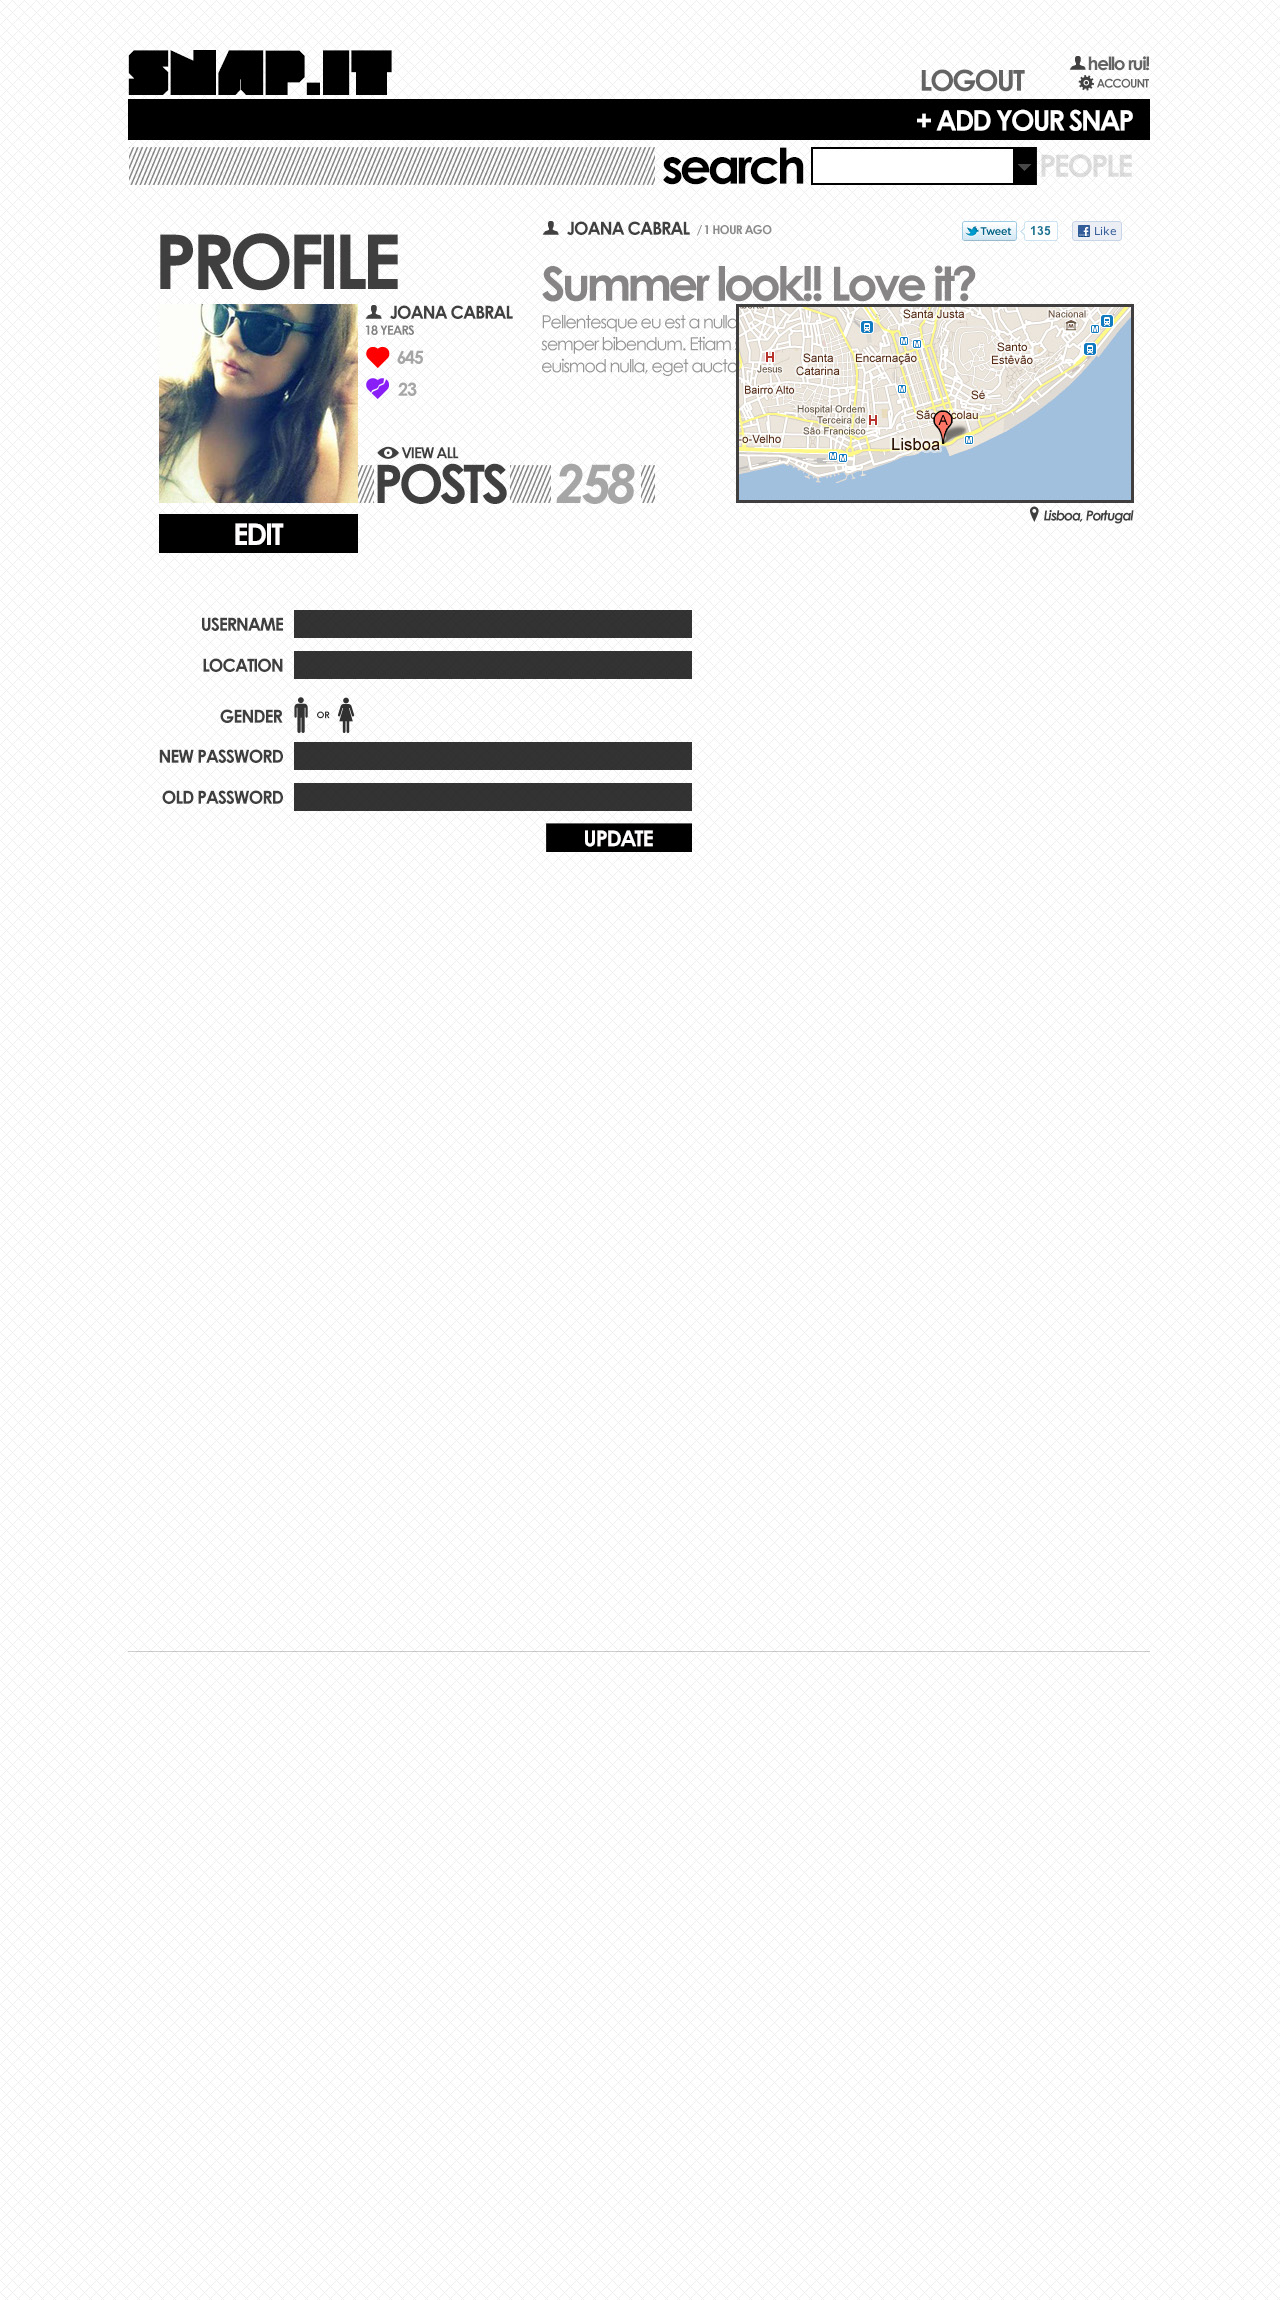 SNAP.IT
LOGOUT
hello rui!
ACCOUNT
+ ADD YOUR SNAP
search
PEOPLE
JOANA CABRAL / 1 HOUR AGO
Tweet 135
Like
PROFILE
Summer look!! Love it?
JOANA CABRAL
18 YEARS
645
23
Pellentesque eu est a nulla
semper bibendum. Etiam
euismod nulla, eget aucto
VIEW ALL
POSTS 258
Santa Justa
Nacional
M
M
M
H
Jesus
Santa
Catarina
Encarnação
Santo
Estêvão
Bairro Alto
M
Sé
Hospital Ordem
Terceira de
São Francisco
H
A
colau
o-Velho
Lisboa
M
M
M
Lisboa, Portugal
EDIT
USERNAME
LOCATION
GENDER
OR
NEW PASSWORD
OLD PASSWORD
UPDATE